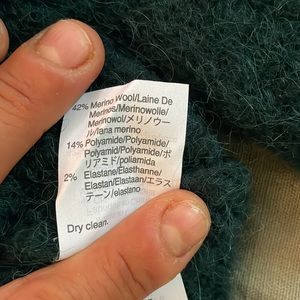 42% Merino Wool/Laine De
Merinos/Merinowolle/
Merinowol/メリノウー
ル/lana merino
14% Polyamide/Polyamide/
Polyamid/Polyamide/ポ
リアミド/poliamida
2% Elastane/Elasthanne/
Elastan/Elastaan/エラス
テーン/elastano
Dry clean.